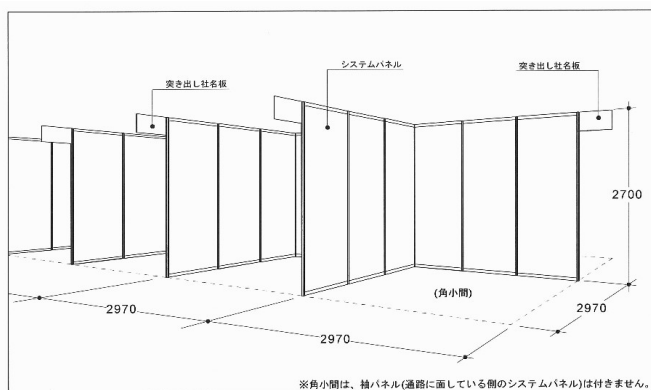 システムパネル
突き出し社名板
突き出し社名板
2700
(角小間)
2970
2970
2970
※角小間は、袖パネル(通路に面している側のシステムパネル)は付きません。